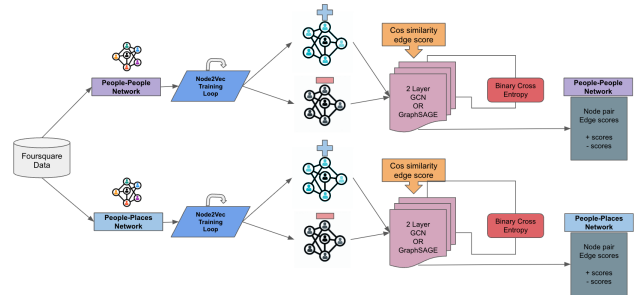 Cos similarity
edge score
People-People
Network
Node2Vec
Training
Loop
2 Layer
GCN
OR
GraphSAGE
Binary Cross
Entropy
People-People
Network
Node pair
Edge scores
+ scores
- scores
Foursquare
Data
Cos similarity
edge score
People-Places
Network
Node2Vec
Training
Loop
2 Layer
GCN
OR
GraphSAGE
Binary Cross
Entropy
People-Places
Network
Node pair
Edge scores
+ scores
- scores